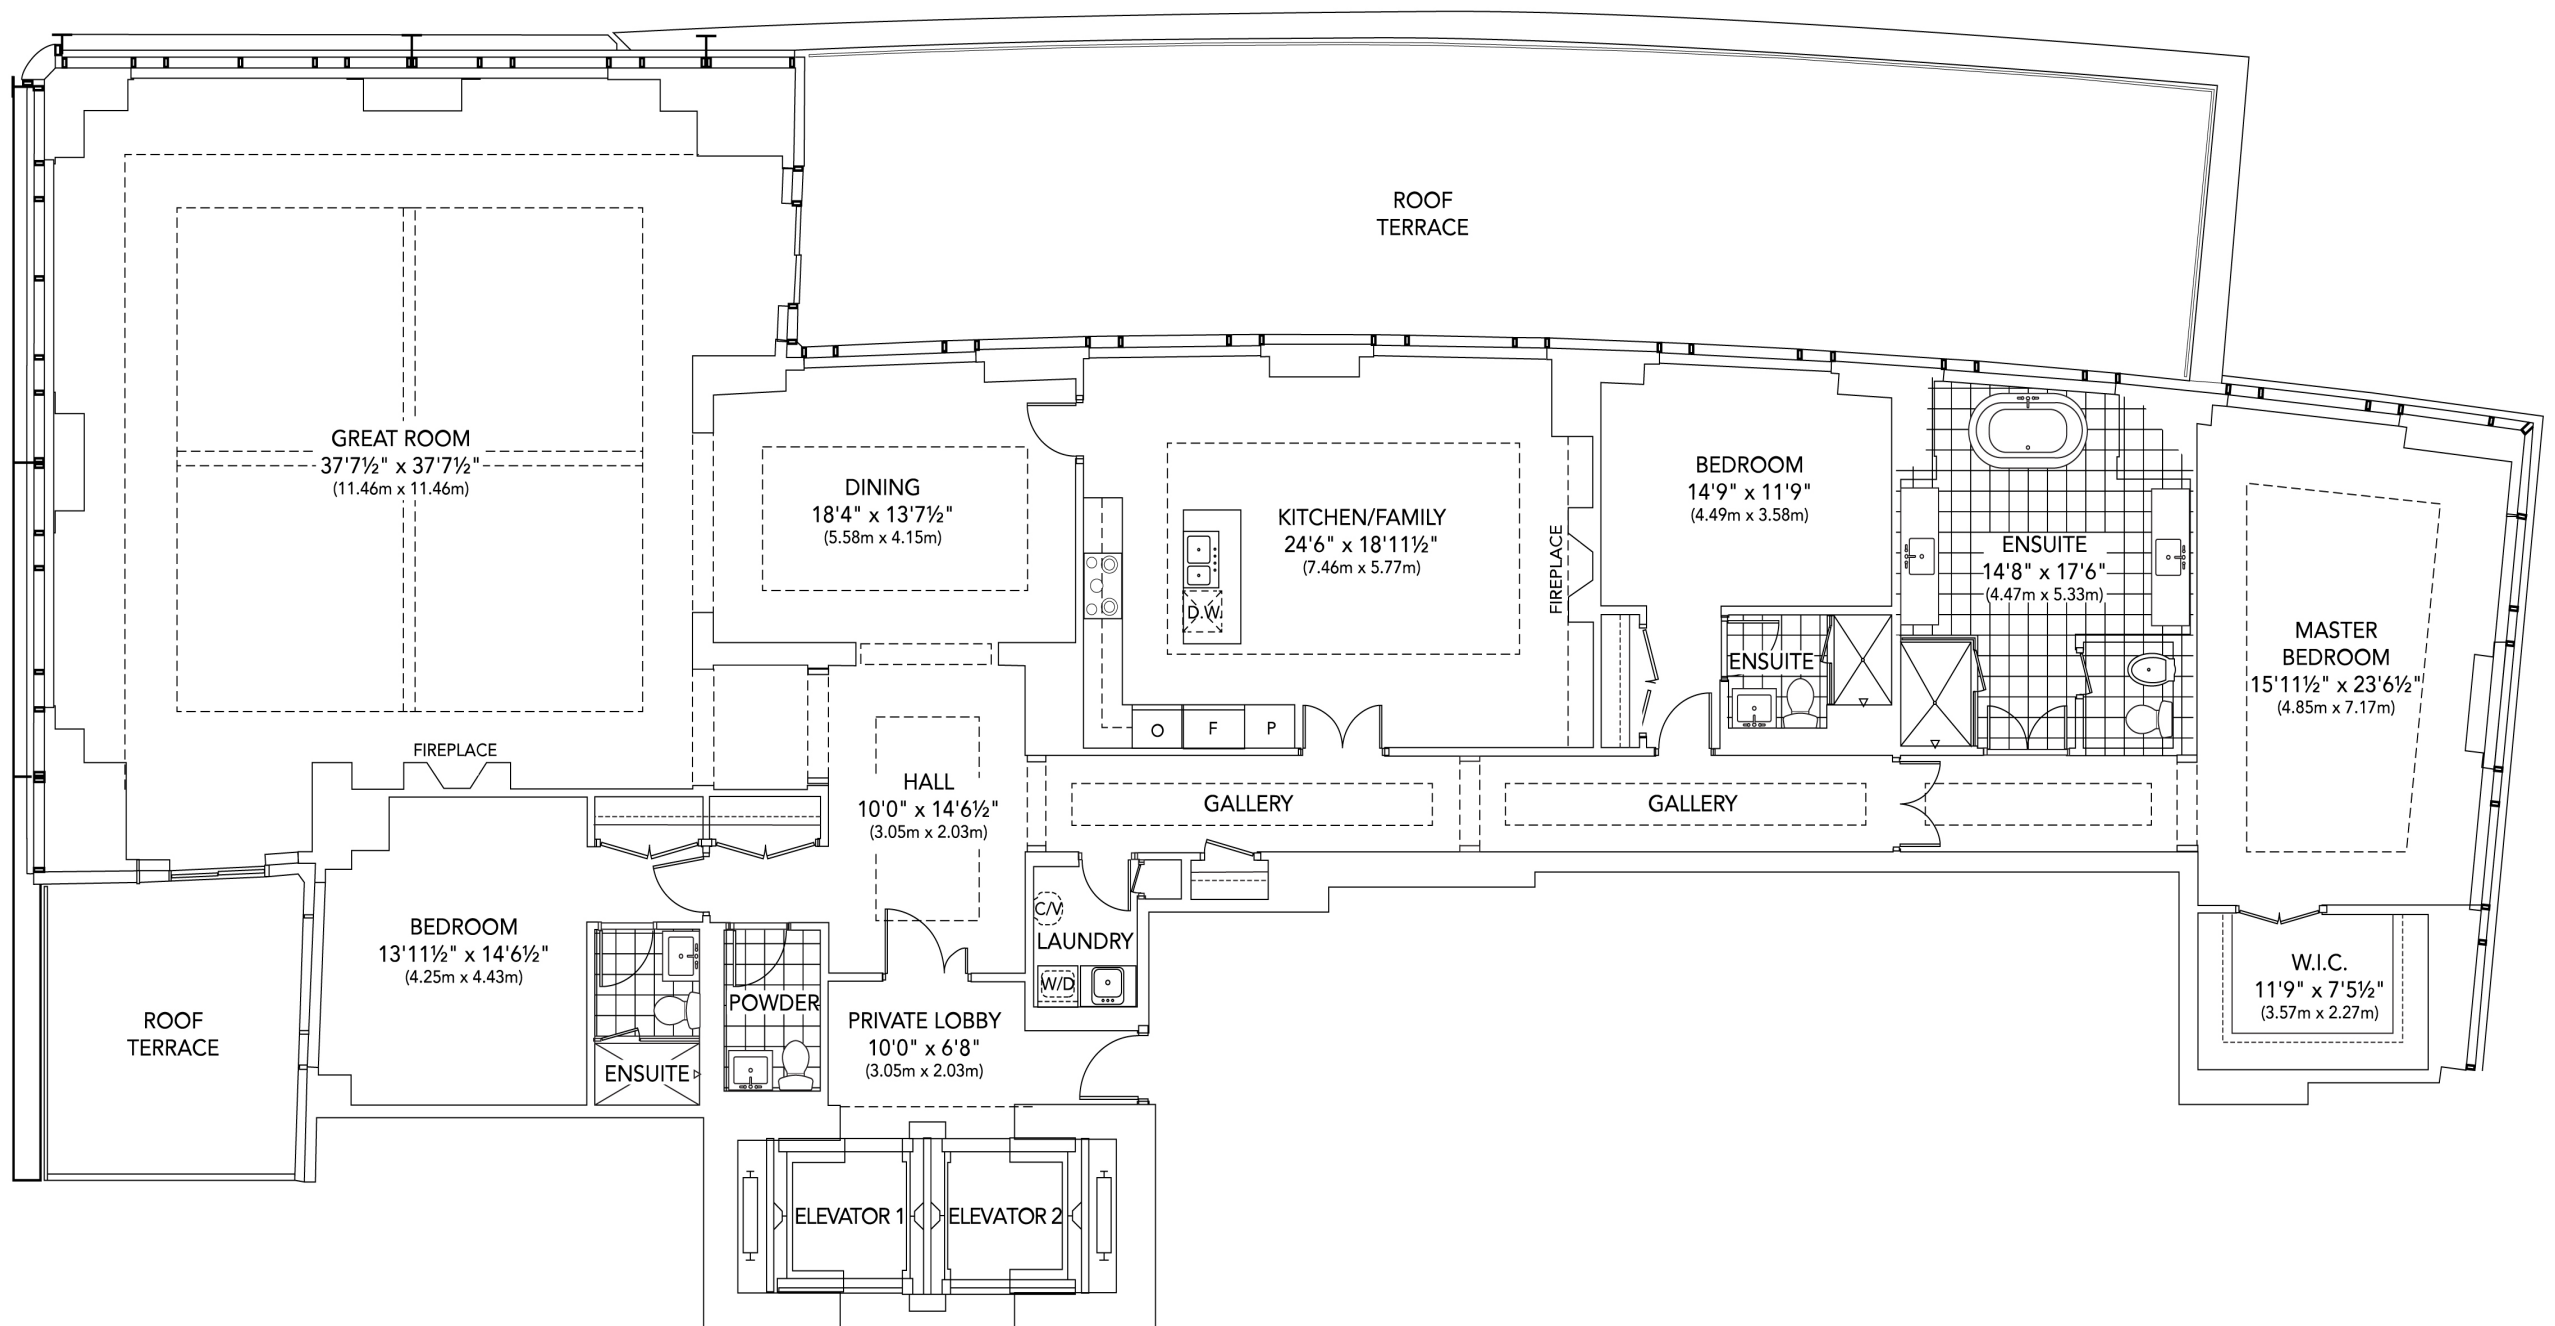 ROOF
TERRACE
GREAT ROOM
37'7½" x 37'7½"
(11.46m x 11.46m)
FIREPLACE
DINING
18'4" x 13'7½"
(5.58m x 4.15m)
KITCHEN/FAMILY
24'6" x 18'11½"
(7.46m x 5.77m)
D.W
O
F
P
FIREPLACE
BEDROOM
14'9" x 11'9"
(4.49m x 3.58m)
ENSUITE
ENSUITE
14'8" x 17'6"
(4.47m x 5.33m)
MASTER
BEDROOM
15'11½" x 23'6½"
(4.85m x 7.17m)
HALL
10'0" x 14'6½"
(3.05m x 2.03m)
GALLERY
GALLERY
BEDROOM
13'11½" x 14'6½"
(4.25m x 4.43m)
ENSUITE
POWDER
C/V
LAUNDRY
W/D
W.I.C.
11'9" x 7'5½"
(3.57m x 2.27m)
ROOF
TERRACE
PRIVATE LOBBY
10'0" x 6'8"
(3.05m x 2.03m)
ELEVATOR 1
ELEVATOR 2